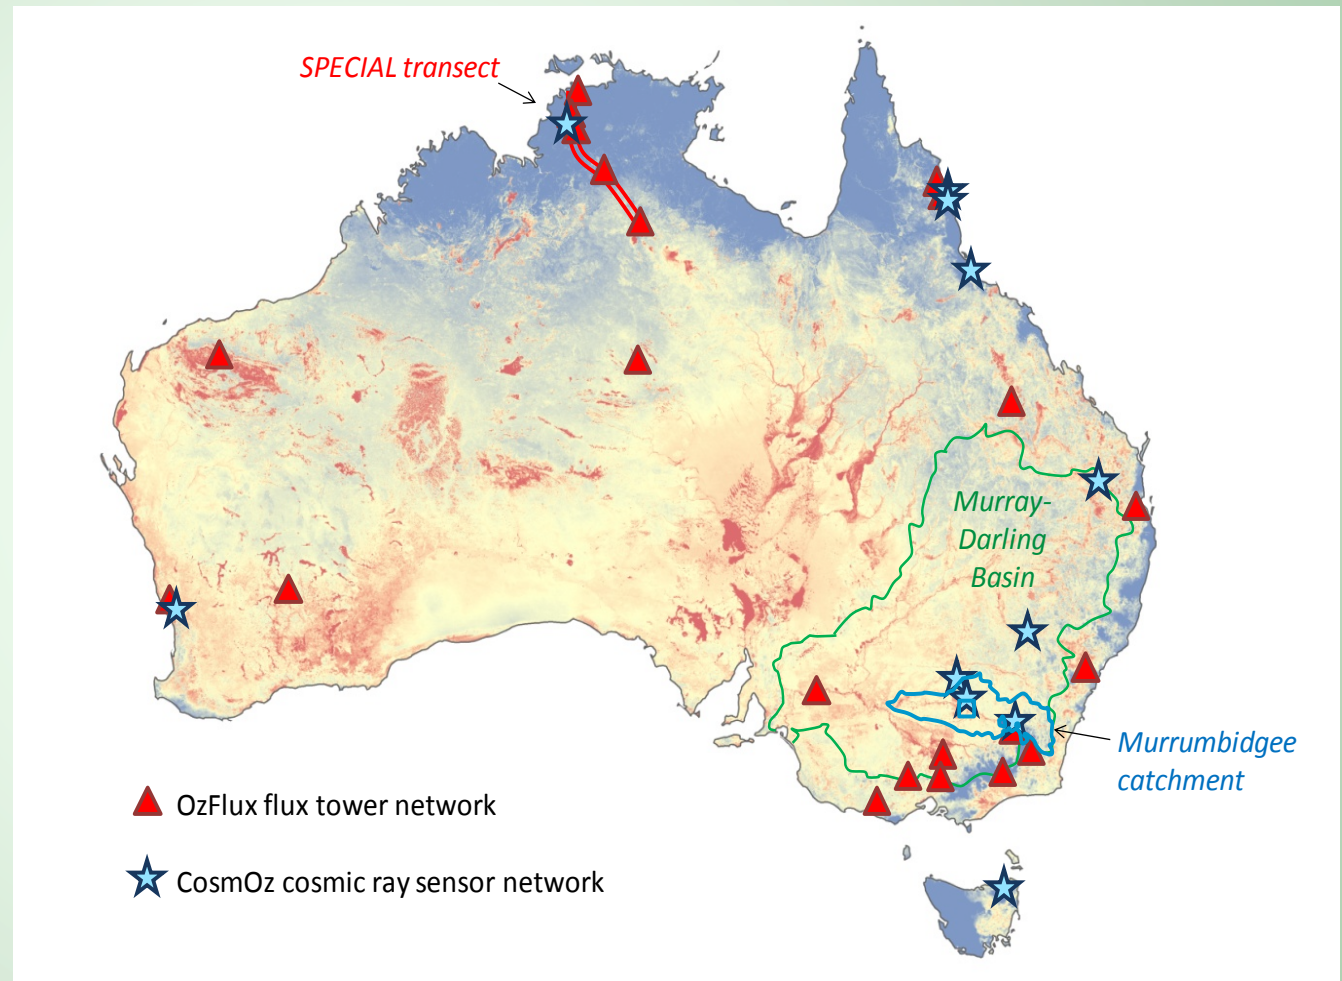 SPECIAL transect
Murray-
Darling
Basin
Murrumbidgee
catchment
OzFlux flux tower network
CosmOz cosmic ray sensor network